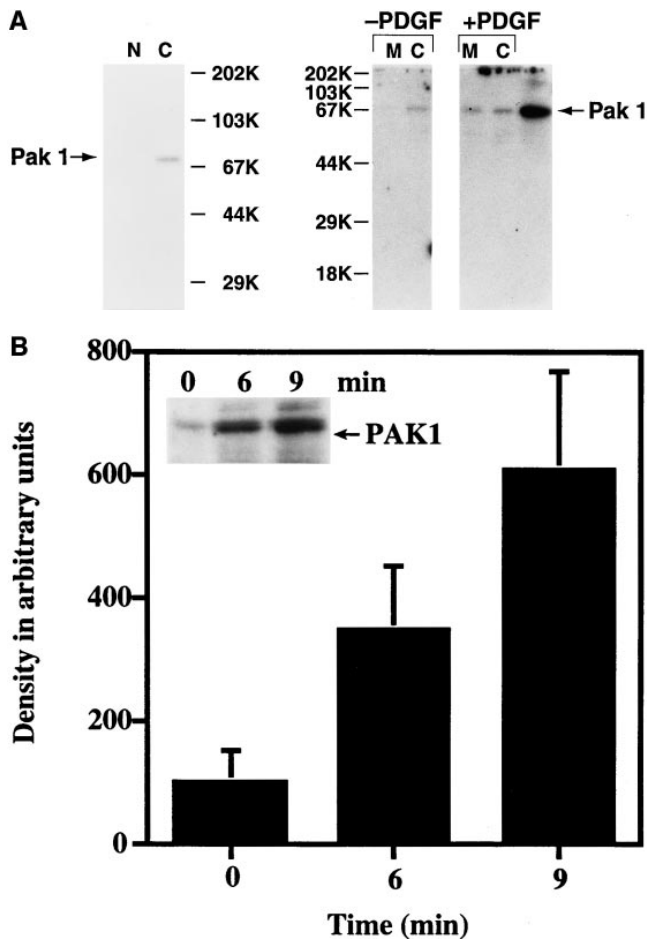 A
N C
Pak 1
202K
103K
67K
44K
29K
–PDGF +PDGF
M C M C
202K
103K
67K
44K
29K
18K
Pak 1
B
0 6 9 min
PAK1
Density in arbitrary units
800
600
400
200
0
0 6 9
Time (min)